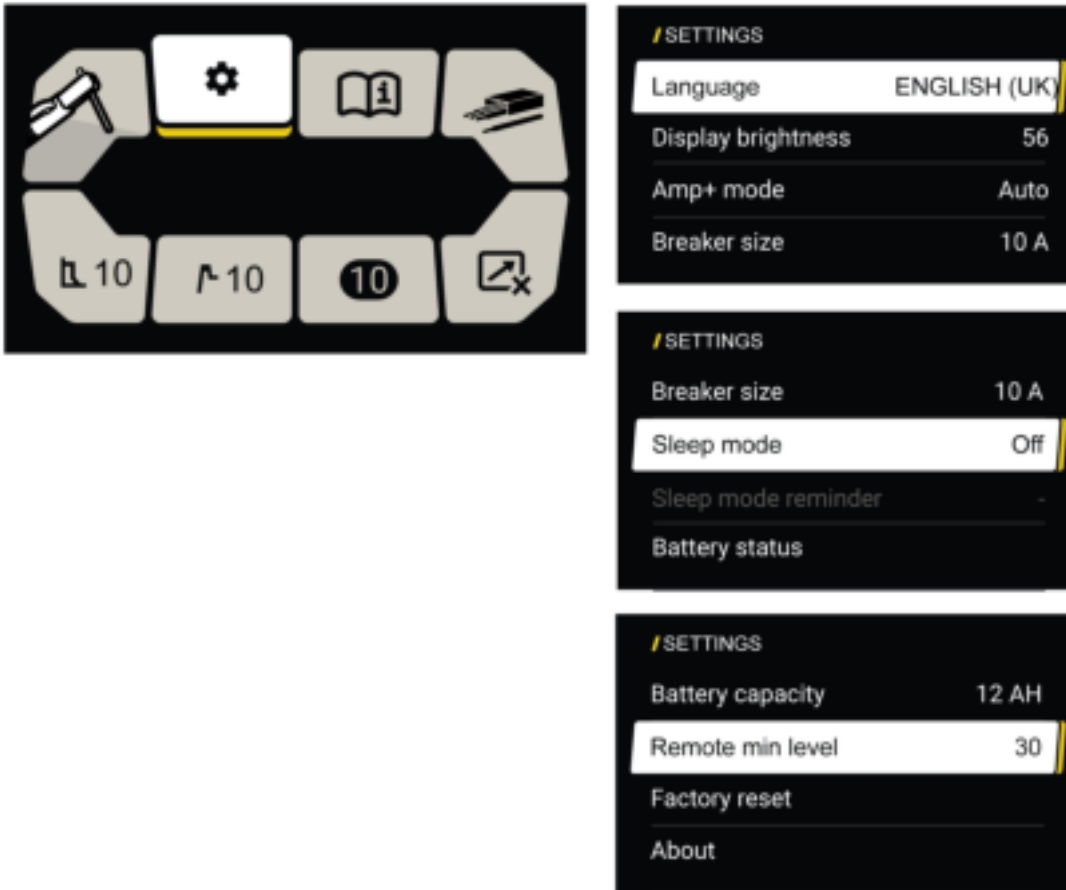 10
10
10
SETTINGS
Language ENGLISH (UK)
Display brightness 56
Amp+ mode Auto
Breaker size 10 A
SETTINGS
Breaker size 10 A
Sleep mode Off
Sleep mode reminder -
Battery status
SETTINGS
Battery capacity 12 AH
Remote min level 30
Factory reset
About